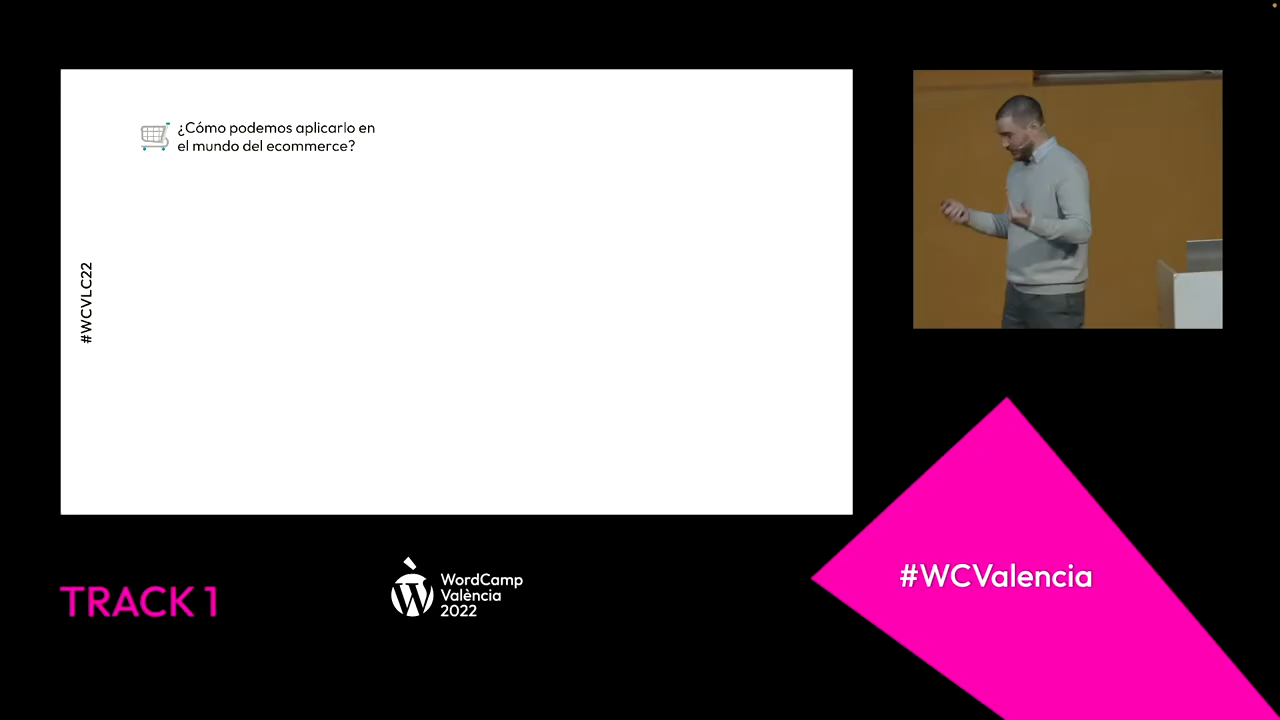 ¿Cómo podemos aplicarlo en
el mundo del ecommerce?
#WCVLC22
TRACK 1
WordCamp
València
2022
#WCValencia